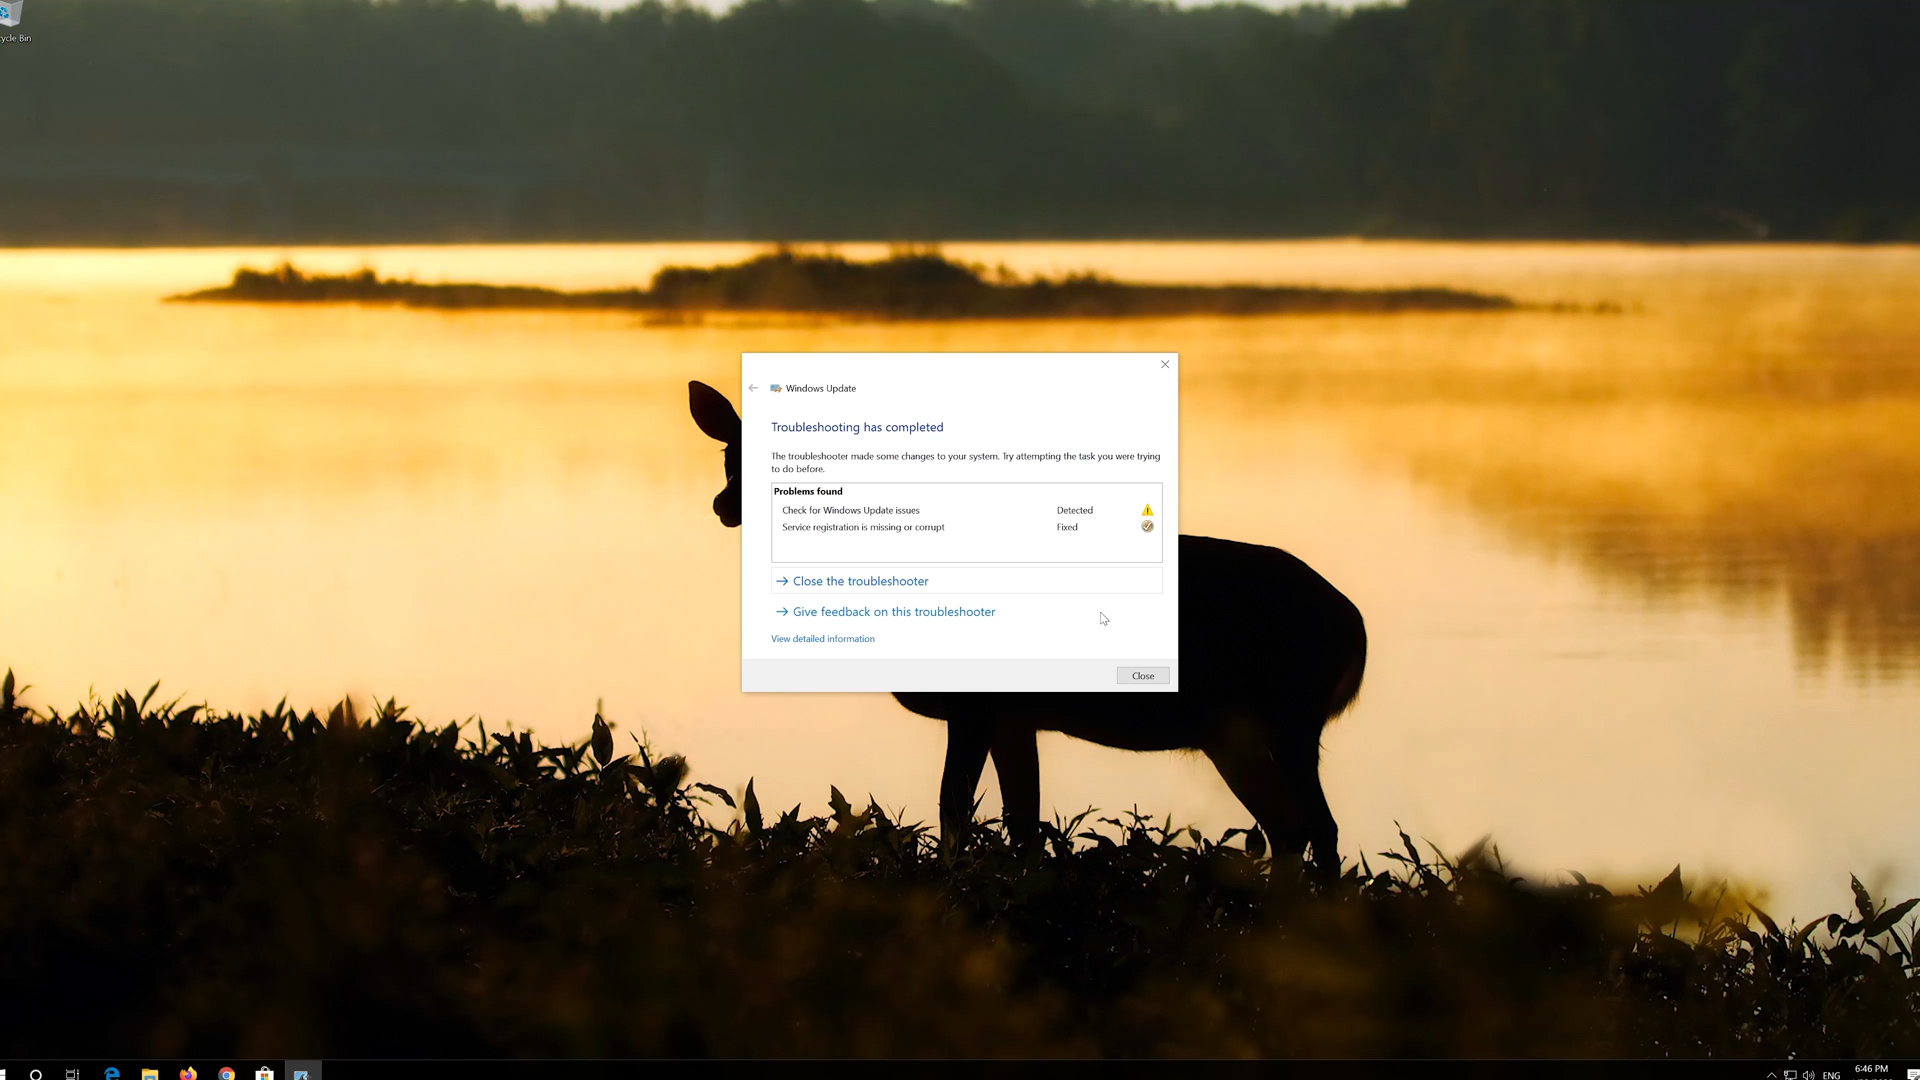 ycle Bin
Windows Update
Troubleshooting has completed
The troubleshooter made some changes to your system. Try attempting the task you were trying
to do before.
Problems found
Check for Windows Update issues Detected
Service registration is missing or corrupt Fixed
Close the troubleshooter
Give feedback on this troubleshooter
View detailed information
Close
ENG
6:46 PM